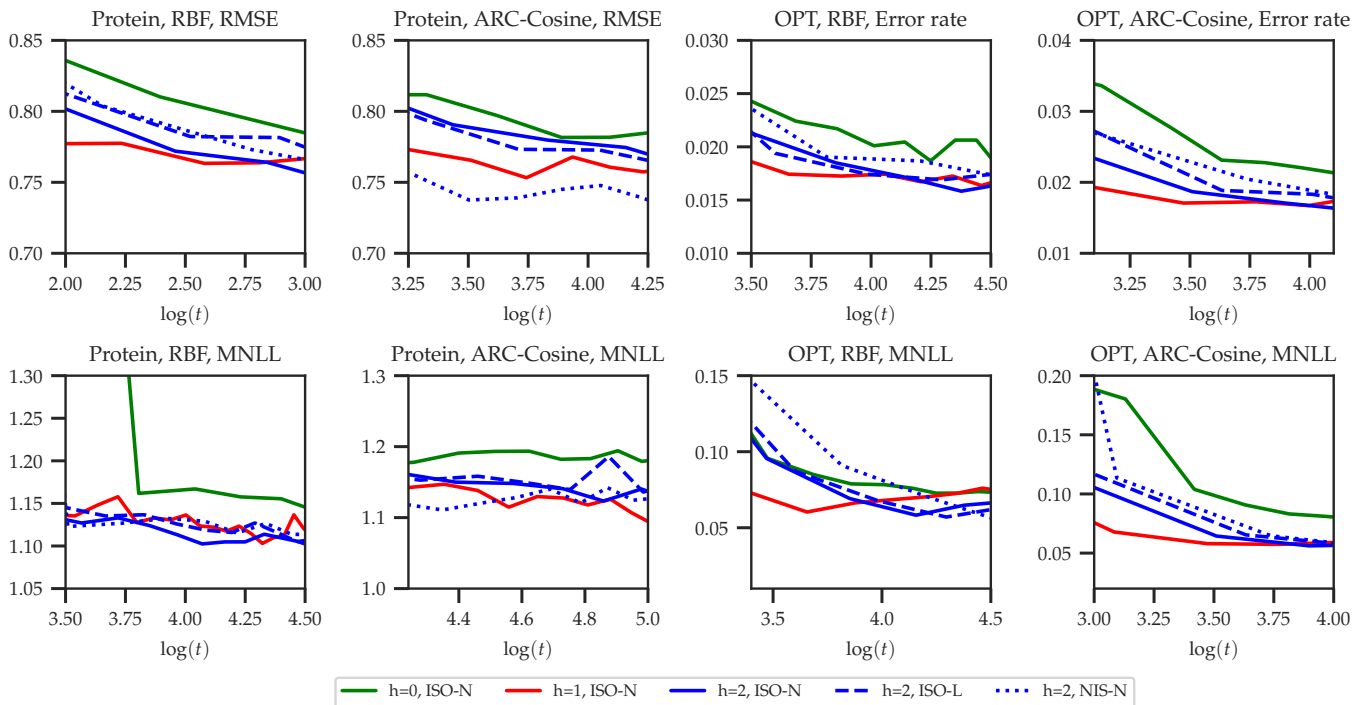 Protein, RBF, RMSE
0.85
0.80
0.75
0.70
2.00 2.25 2.50 2.75 3.00
log(t)
Protein, ARC-Cosine, RMSE
0.85
0.80
0.75
0.70
3.25 3.50 3.75 4.00 4.25
log(t)
OPT, RBF, Error rate
0.030
0.025
0.020
0.015
0.010
3.50 3.75 4.00 4.25 4.50
log(t)
OPT, ARC-Cosine, Error rate
0.04
0.03
0.02
0.01
3.25 3.50 3.75 4.00
log(t)
Protein, RBF, MNLL
1.30
1.25
1.20
1.15
1.10
1.05
3.50 3.75 4.00 4.25 4.50
log(t)
Protein, ARC-Cosine, MNLL
1.3
1.2
1.1
1.0
4.4 4.6 4.8 5.0
log(t)
OPT, RBF, MNLL
0.15
0.10
0.05
3.5 4.0 4.5
log(t)
OPT, ARC-Cosine, MNLL
0.20
0.15
0.10
0.05
3.00 3.25 3.50 3.75 4.00
log(t)
h=0, ISO-N h=1, ISO-N h=2, ISO-N h=2, ISO-L h=2, NIS-N